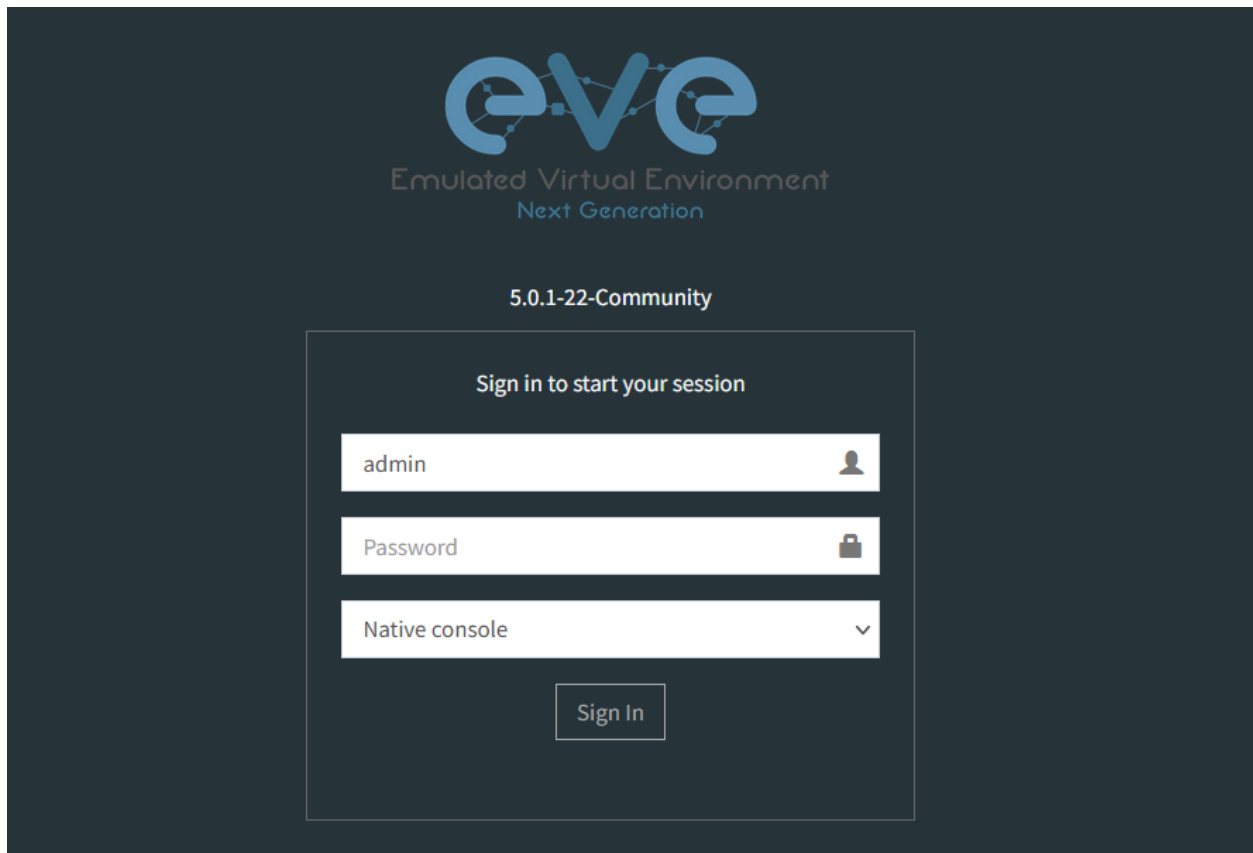 eve
Emulated Virtual Environment
Next Generation
5.0.1-22-Community
Sign in to start your session
admin
Password
Native console
Sign In